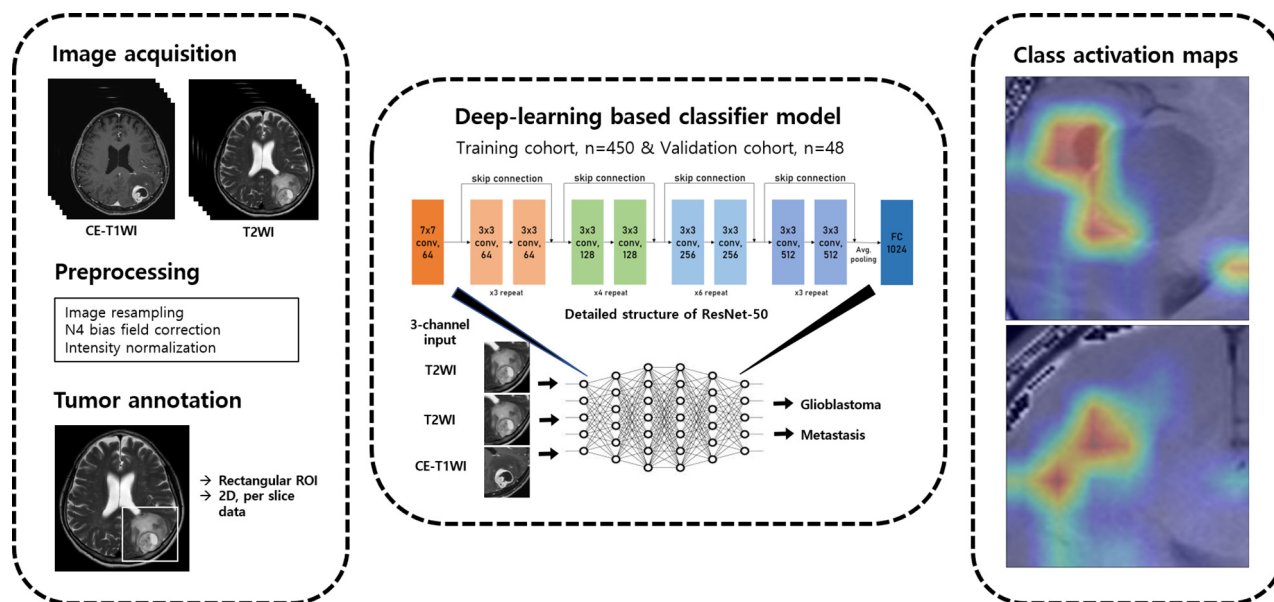 Image acquisition
CE-T1WI
T2WI
Preprocessing
Image resampling
N4 bias field correction
Intensity normalization
Tumor annotation
→ Rectangular ROI
→ 2D, per slice
data
Deep-learning based classifier model
Training cohort, n=450 & Validation cohort, n=48
skip connection
skip connection
skip connection
skip connection
7x7
conv,
64
3x3
conv,
64
3x3
conv,
64
3x3
conv,
128
3x3
conv,
128
3x3
conv,
256
3x3
conv,
256
3x3
conv,
512
3x3
conv,
512
Avg.
pooling
FC
1024
x3 repeat
x4 repeat
x6 repeat
x3 repeat
Detailed structure of ResNet-50
3-channel
input
T2WI
T2WI
CE-T1WI
Glioblastoma
Metastasis
Class activation maps